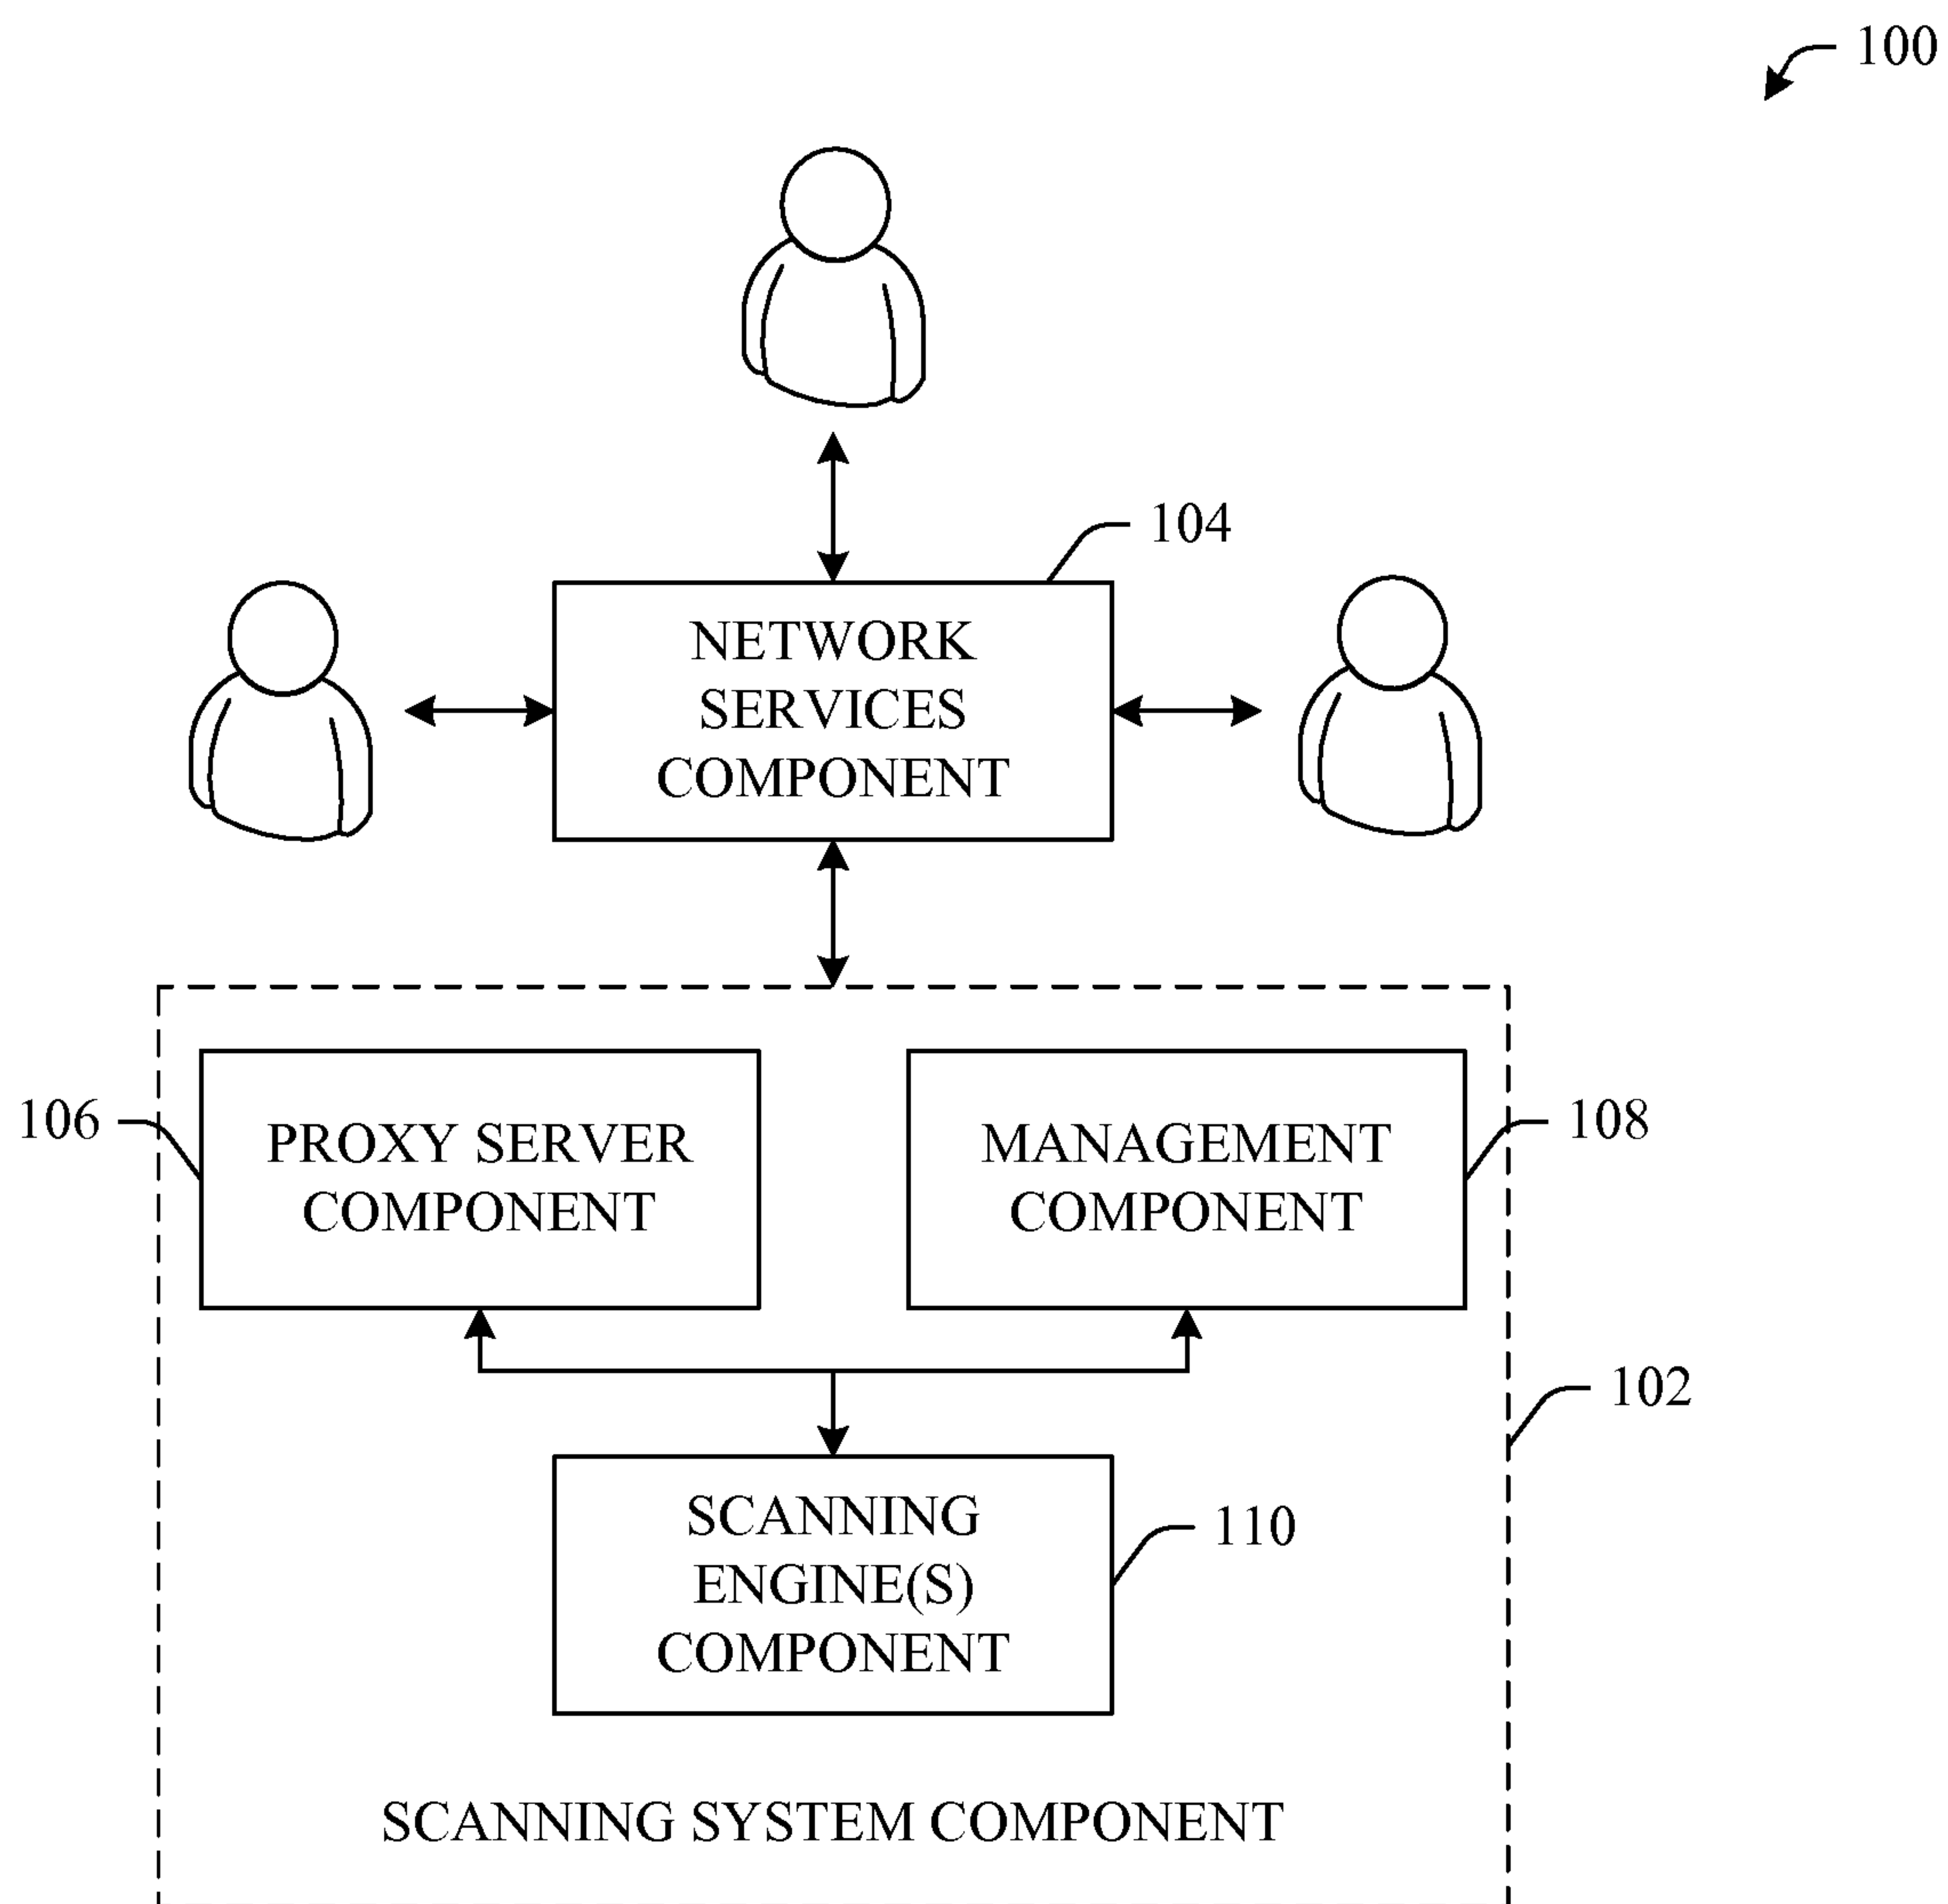 100
104
NETWORK
SERVICES
COMPONENT
106
PROXY SERVER
COMPONENT
MANAGEMENT
COMPONENT
108
102
SCANNING
ENGINE(S)
COMPONENT
110
SCANNING SYSTEM COMPONENT